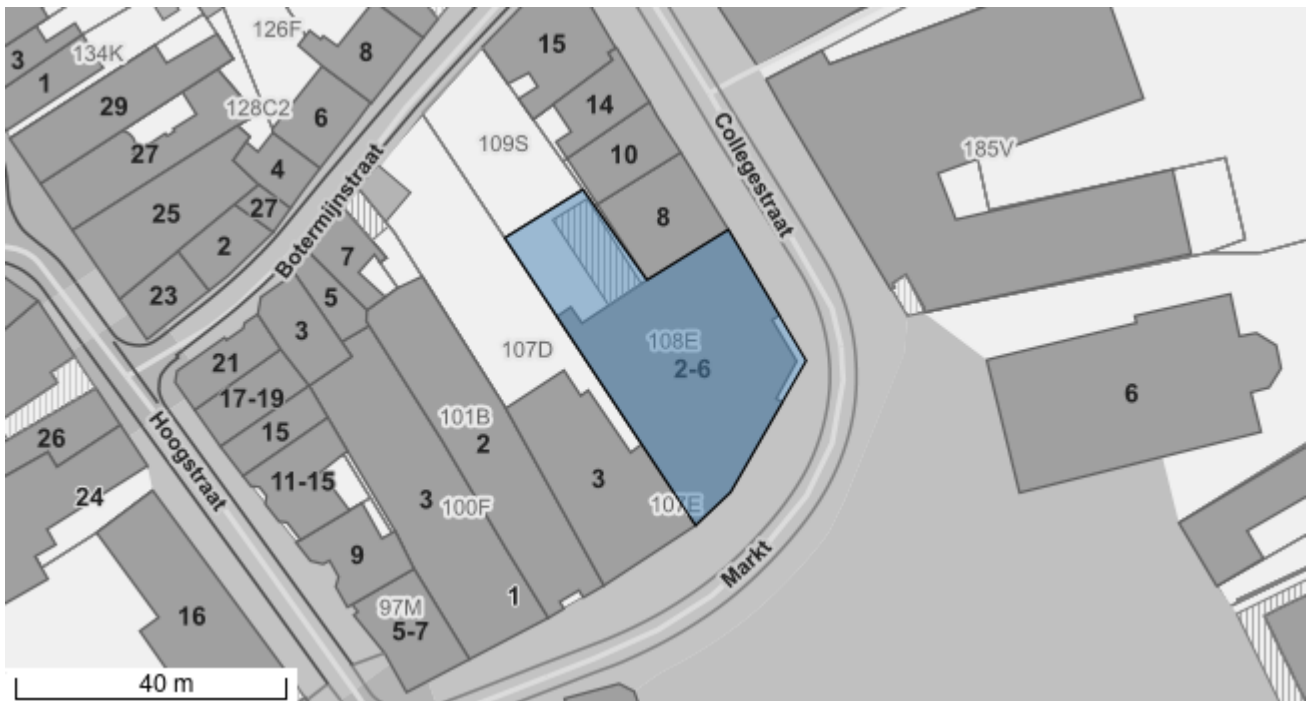 126F
134K
3
1
8
15
29
128C2
6
14
109S
Collegestraat
185V
27
4
10
25
27
Botermijnstraat
2
8
7
23
5
3
108E
2-6
21
107D
6
17-19
101B
15
2
26
Hoogstraat
11-15
3
24
3
100F
107E
9
Markt
1
97M
16
5-7
40 m